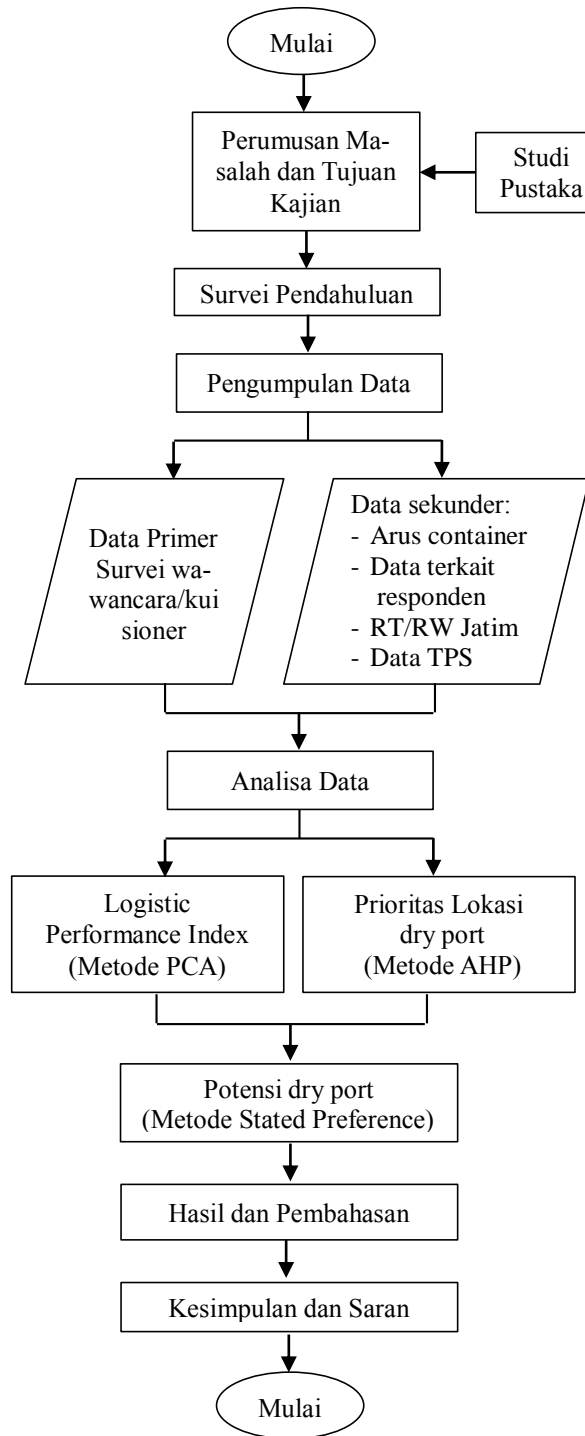 Mulai
Perumusan Ma-
salah dan Tujuan
Kajian
Studi
Pustaka
Survei Pendahuluan
Pengumpulan Data
Data Primer
Survei wa-
wancara/kui
sioner
Data sekunder:
- Arus container
- Data terkait
responden
- RT/RW Jatim
- Data TPS
Analisa Data
Logistic
Performance Index
(Metode PCA)
Prioritas Lokasi
dry port
(Metode AHP)
Potensi dry port
(Metode Stated Preference)
Hasil dan Pembahasan
Kesimpulan dan Saran
Mulai